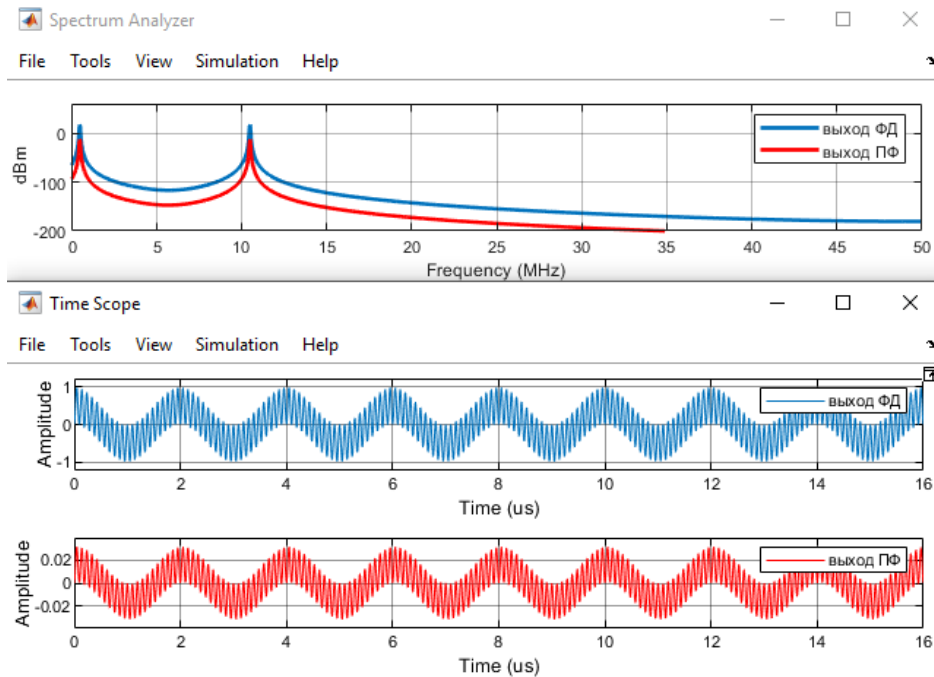 Spectrum Analyzer
File Tools View Simulation Help
dBm
0
-100
-200
выход ФД
выход ПФ
0 5 10 15 20 25 30 35 40 45 50
Frequency (MHz)
Time Scope
File Tools View Simulation Help
Amplitude
1
0
-1
выход ФД
0 2 4 6 8 10 12 14 16
Time (us)
Amplitude
0.02
0
-0.02
выход ПФ
0 2 4 6 8 10 12 14 16
Time (us)